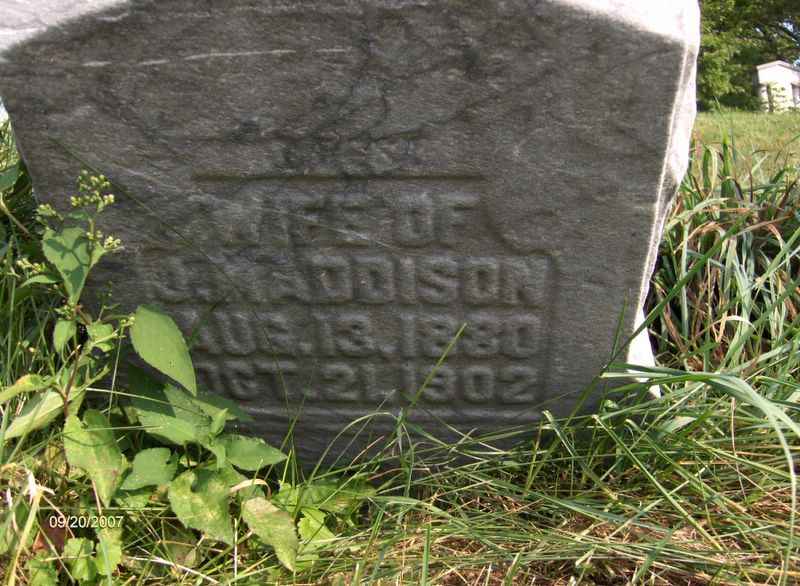 WIFE OF
J. MADDISON
AUG. 13. 1880
OCT. 21. 1902
09/20/2007